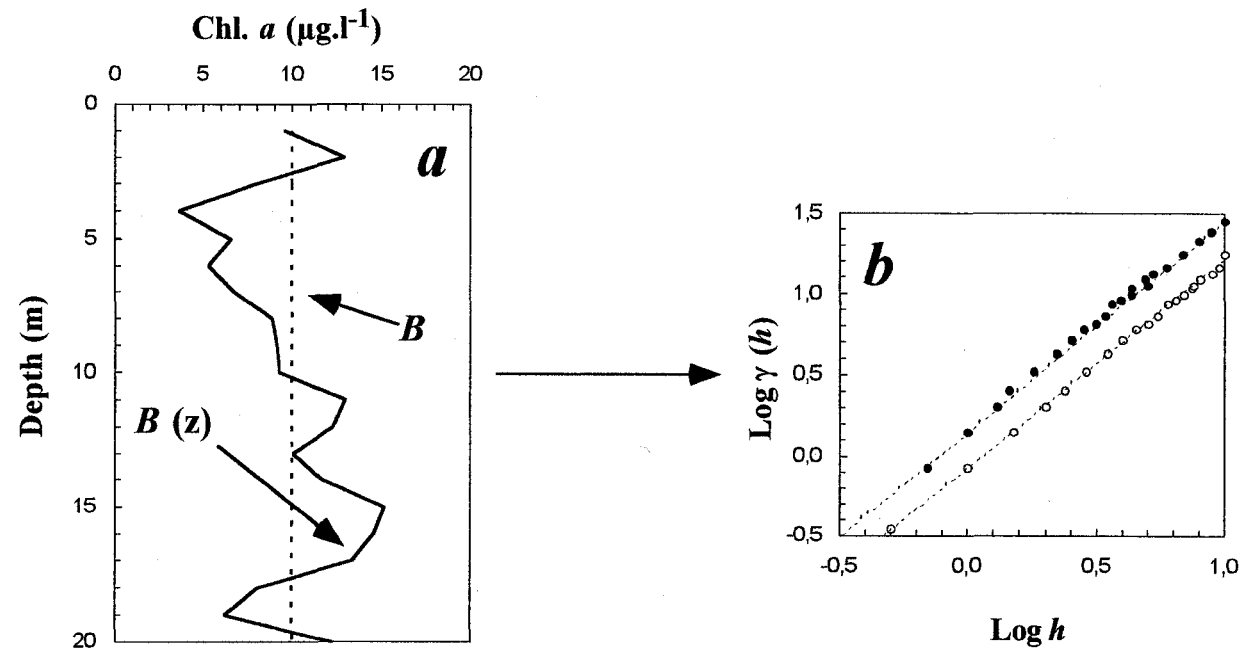 Chl. a (µg.l-1)
0 5 10 15 20
0
5
10
15
20
Depth (m)
a
B
B (z)
b
1,5
1,0
0,5
0,0
-0,5
Log γ (h)
-0,5 0,0 0,5 1,0
Log h